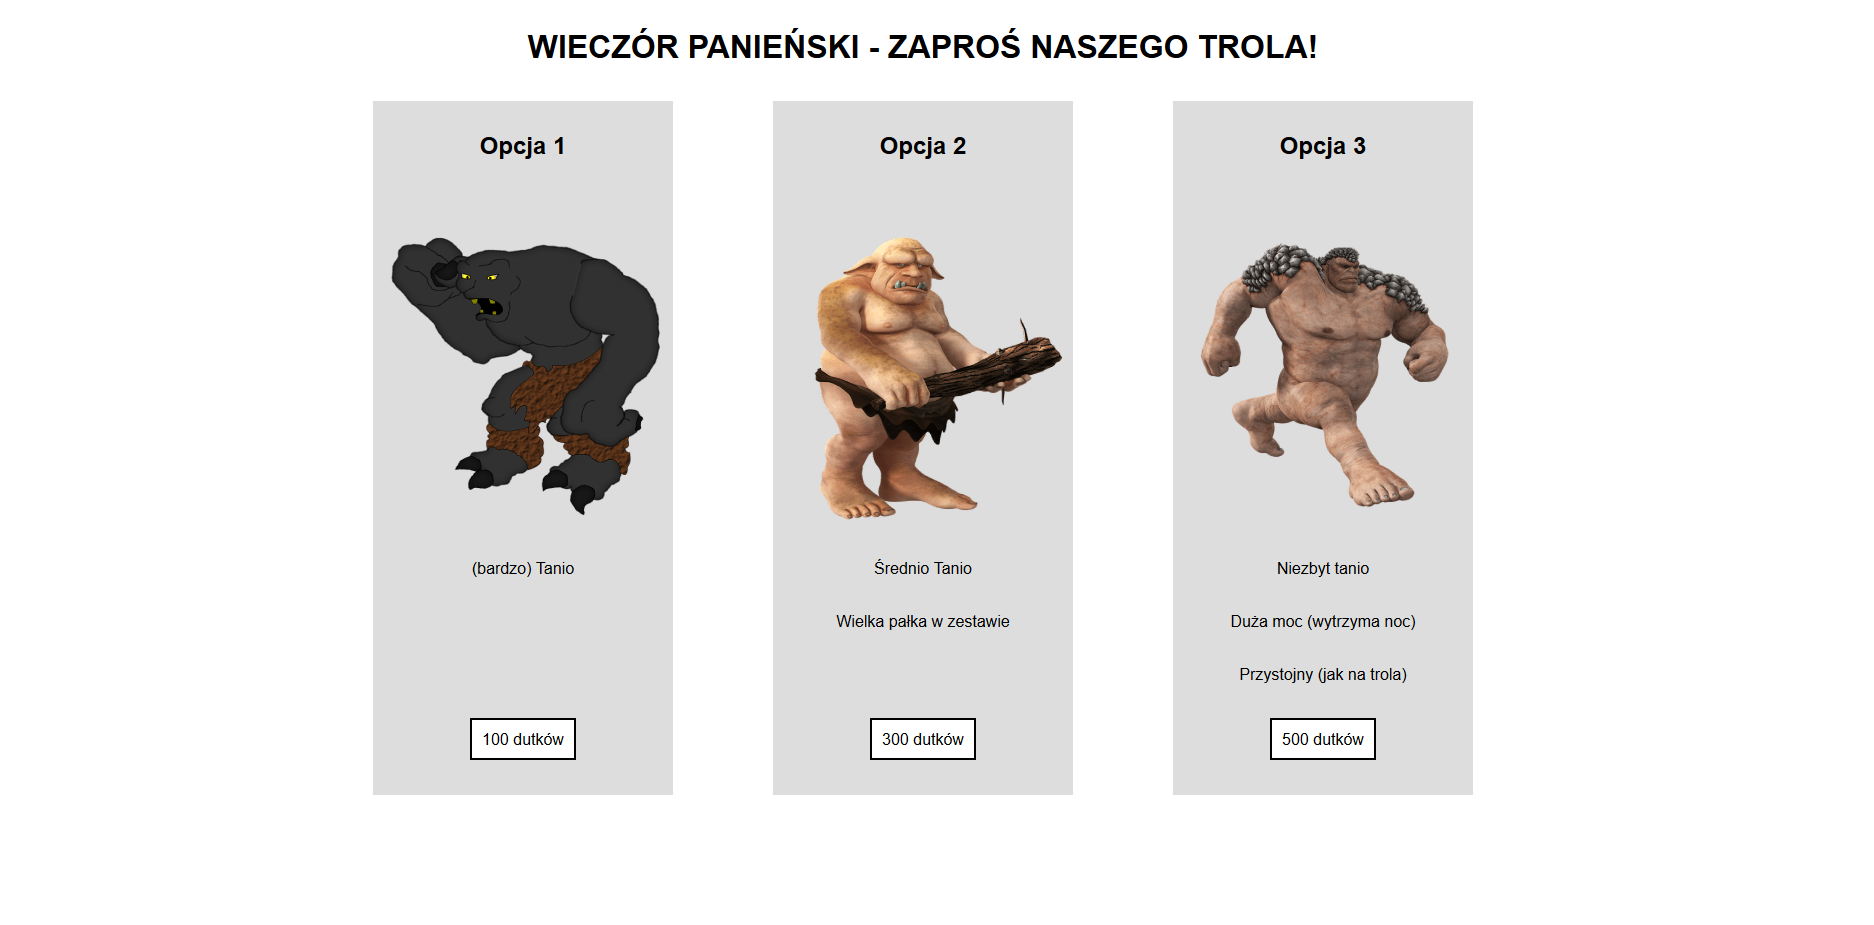 WIECZÓR PANIEŃSKI - ZAPROŚ NASZEGO TROLA!
Opcja 1
(bardzo) Tanio
100 dutków
Opcja 2
Średnio Tanio
Wielka pałka w zestawie
300 dutków
Opcja 3
Niezbyt tanio
Duża moc (wytrzyma noc)
Przystojny (jak na trola)
500 dutków